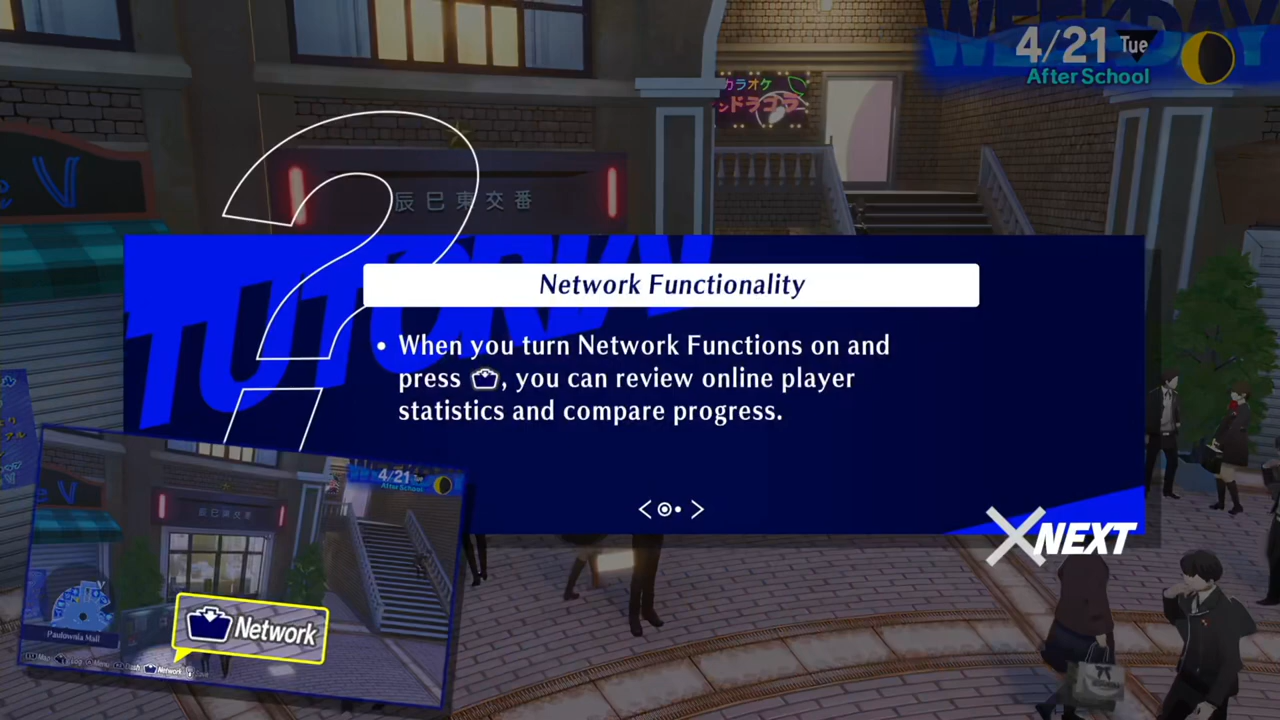 WEEKDAY
4/21 Tue
After School
カラオケ
ンドラゴラ
V
辰巳東交番
TUTORIAL
Network Functionality
• When you turn Network Functions on and
press , you can review online player
statistics and compare progress.
NEXT
4/21
After School
V
辰巳東交番
Network
Paulownia Mall
Network